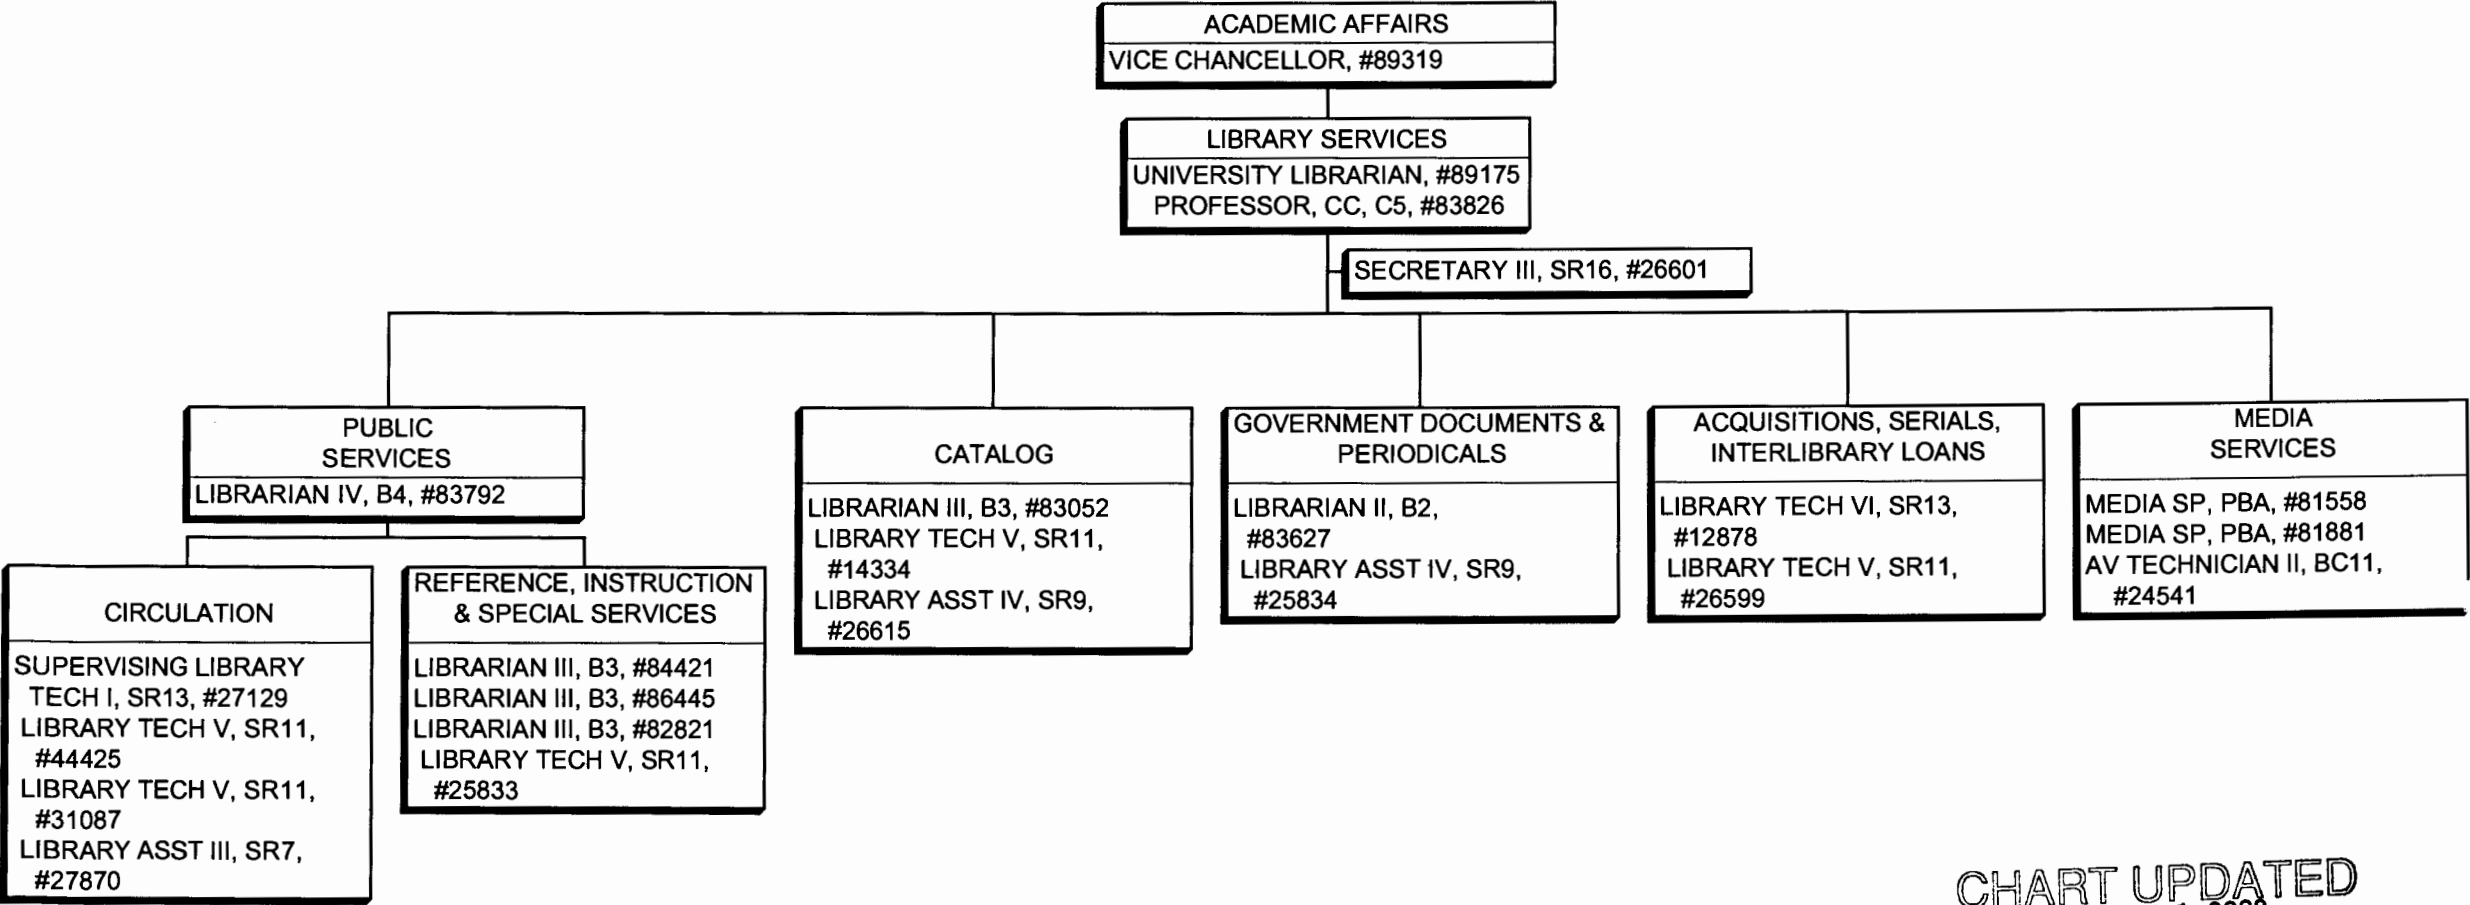 ACADEMIC AFFAIRS
VICE CHANCELLOR, #89319
LIBRARY SERVICES
UNIVERSITY LIBRARIAN, #89175
PROFESSOR, CC, C5, #83826
SECRETARY III, SR16, #26601
PUBLIC
SERVICES
LIBRARIAN IV, B4, #83792
CIRCULATION
SUPERVISING LIBRARY
TECH I, SR13, #27129
LIBRARY TECH V, SR11,
#44425
LIBRARY TECH V, SR11,
#31087
LIBRARY ASST III, SR7,
#27870
REFERENCE, INSTRUCTION
& SPECIAL SERVICES
LIBRARIAN III, B3, #84421
LIBRARIAN III, B3, #86445
LIBRARIAN III, B3, #82821
LIBRARY TECH V, SR11,
#25833
CATALOG
LIBRARIAN III, B3, #83052
LIBRARY TECH V, SR11,
#14334
LIBRARY ASST IV, SR9,
#26615
GOVERNMENT DOCUMENTS &
PERIODICALS
LIBRARIAN II, B2,
#83627
LIBRARY ASST IV, SR9,
#25834
ACQUISITIONS, SERIALS,
INTERLIBRARY LOANS
LIBRARY TECH VI, SR13,
#12878
LIBRARY TECH V, SR11,
#26599
MEDIA
SERVICES
MEDIA SP, PBA, #81558
MEDIA SP, PBA, #81881
AV TECHNICIAN II, BC11,
#24541
CHART UPDATED